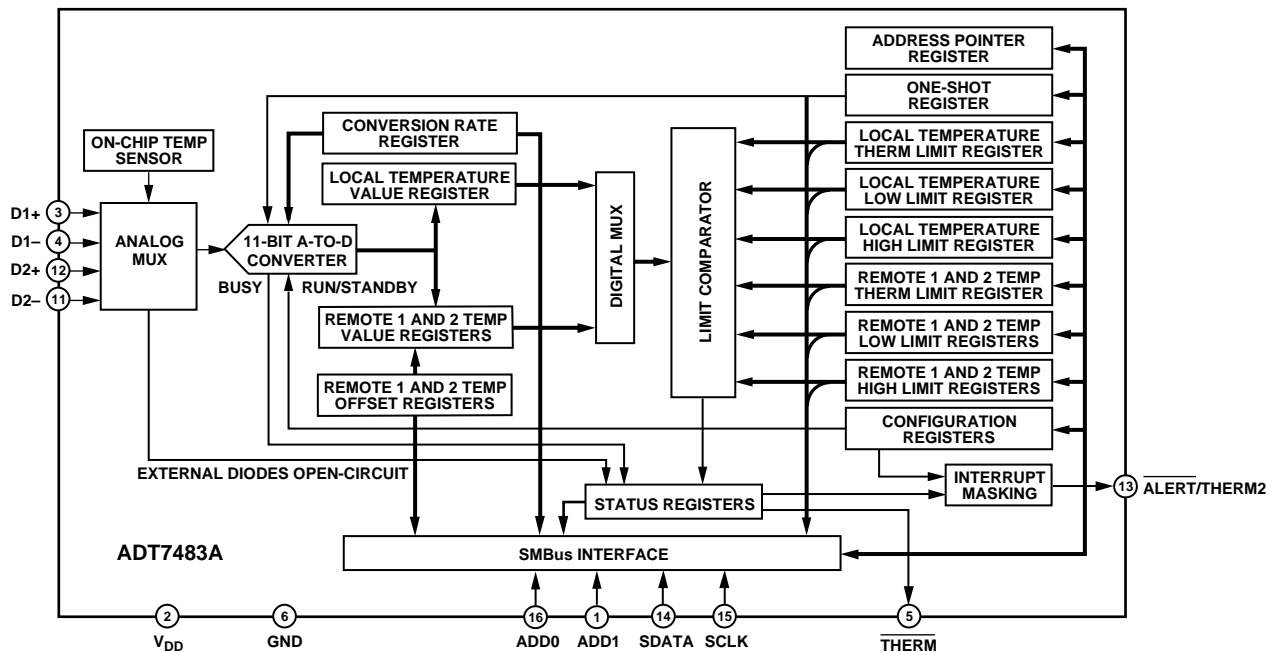 ADDRESS POINTER
REGISTER
ONE-SHOT
REGISTER
CONVERSION RATE
REGISTER
ON-CHIP TEMP
SENSOR
LOCAL TEMPERATURE
THERM LIMIT REGISTER
LOCAL TEMPERATURE
VALUE REGISTER
LOCAL TEMPERATURE
LOW LIMIT REGISTER
D1+
3
D1–
4
D2+
12
D2–
11
ANALOG
MUX
11-BIT A-TO-D
CONVERTER
BUSY
RUN/STANDBY
DIGITAL MUX
LIMIT COMPARATOR
LOCAL TEMPERATURE
HIGH LIMIT REGISTER
REMOTE 1 AND 2 TEMP
THERM LIMIT REGISTER
REMOTE 1 AND 2 TEMP
VALUE REGISTERS
REMOTE 1 AND 2 TEMP
LOW LIMIT REGISTERS
REMOTE 1 AND 2 TEMP
OFFSET REGISTERS
REMOTE 1 AND 2 TEMP
HIGH LIMIT REGISTERS
CONFIGURATION
REGISTERS
EXTERNAL DIODES OPEN-CIRCUIT
STATUS REGISTERS
INTERRUPT
MASKING
13
ALERT/THERM2
ADT7483A
SMBus INTERFACE
2
6
16
1
14
15
5
VDD
GND
ADD0
ADD1
SDATA
SCLK
THERM